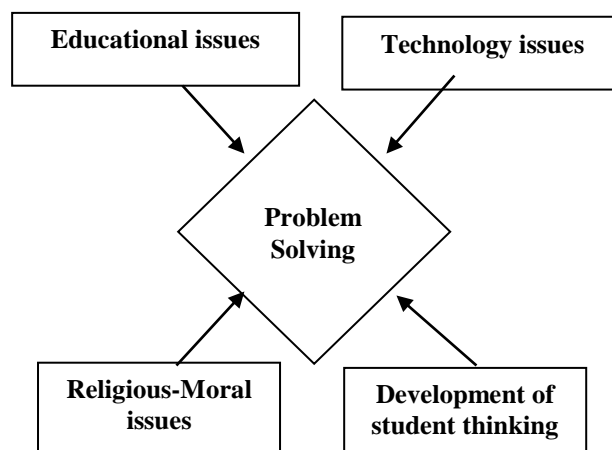 Educational issues
Technology issues
Problem
Solving
Religious-Moral
issues
Development of
student thinking